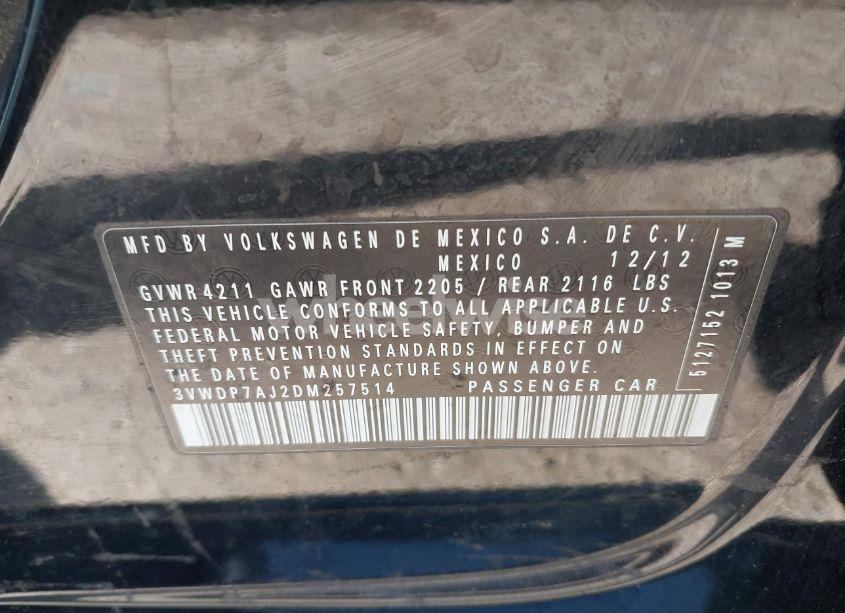 MFD BY VOLKSWAGEN DE MEXICO S.A. DE C.V.
MEXICO 12/12
GVWR 4211 GAWR FRONT 2205 / REAR 2116 LBS
THIS VEHICLE CONFORMS TO ALL APPLICABLE U.S.
FEDERAL MOTOR VEHICLE SAFETY, BUMPER AND
THEFT PREVENTION STANDARDS IN EFFECT ON
THE DATE OF MANUFACTURE SHOWN ABOVE.
3VWDP7AJ2DM257514 PASSENGER CAR
5127152 1013 M